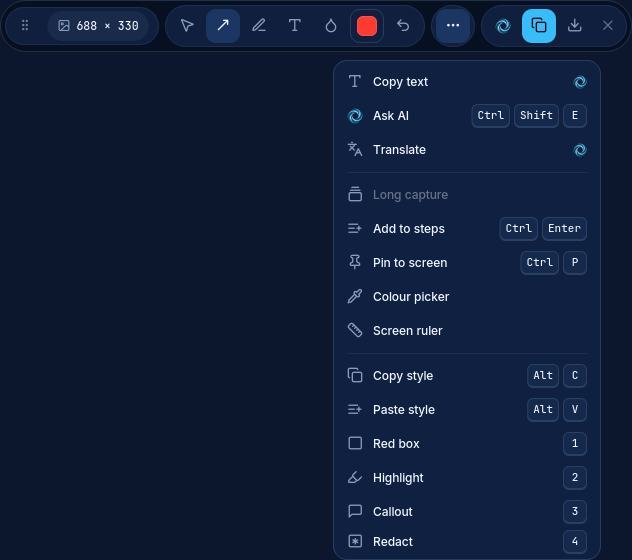 688 × 330
Copy text
Ask AI Ctrl Shift E
Translate
Long capture
Add to steps Ctrl Enter
Pin to screen Ctrl P
Colour picker
Screen ruler
Copy style Alt C
Paste style Alt V
Red box 1
Highlight 2
Callout 3
Redact 4